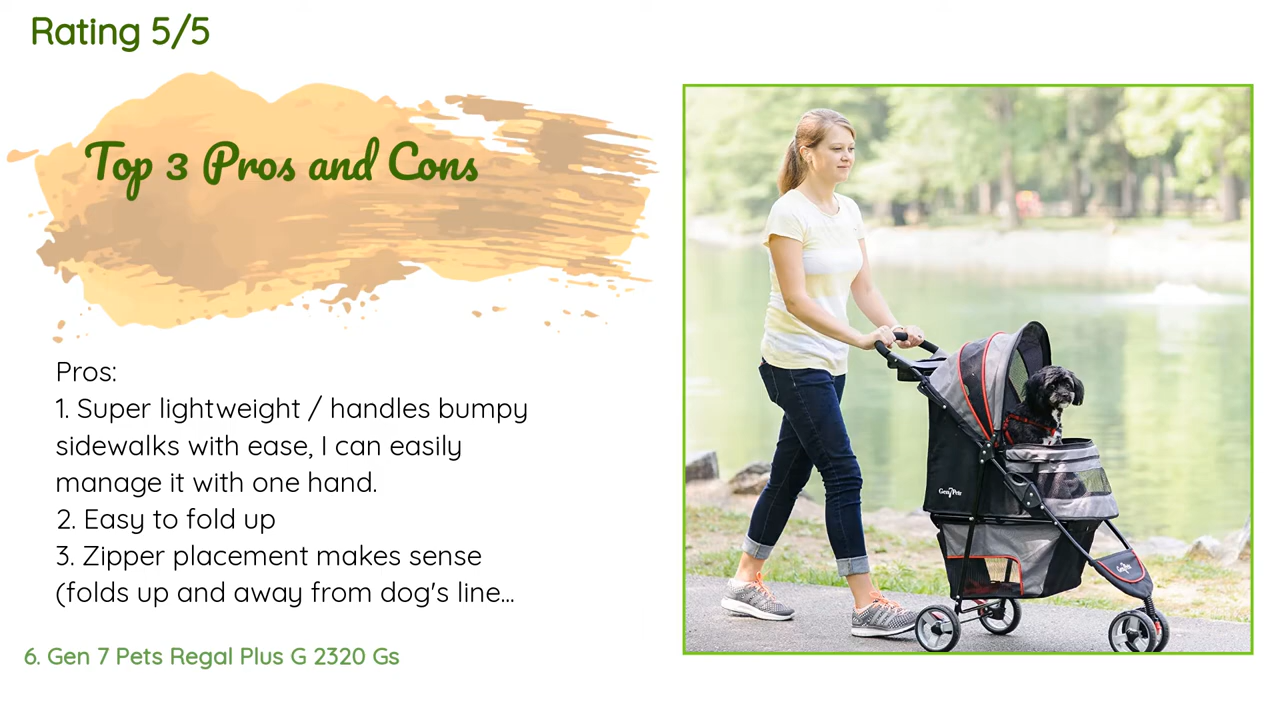 Rating 5/5
Top 3 Pros and Cons
Pros:
1. Super lightweight / handles bumpy
sidewalks with ease, I can easily
manage it with one hand.
2. Easy to fold up
3. Zipper placement makes sense
(folds up and away from dog's line...
6. Gen 7 Pets Regal Plus G 2320 Gs
Gen7Pets